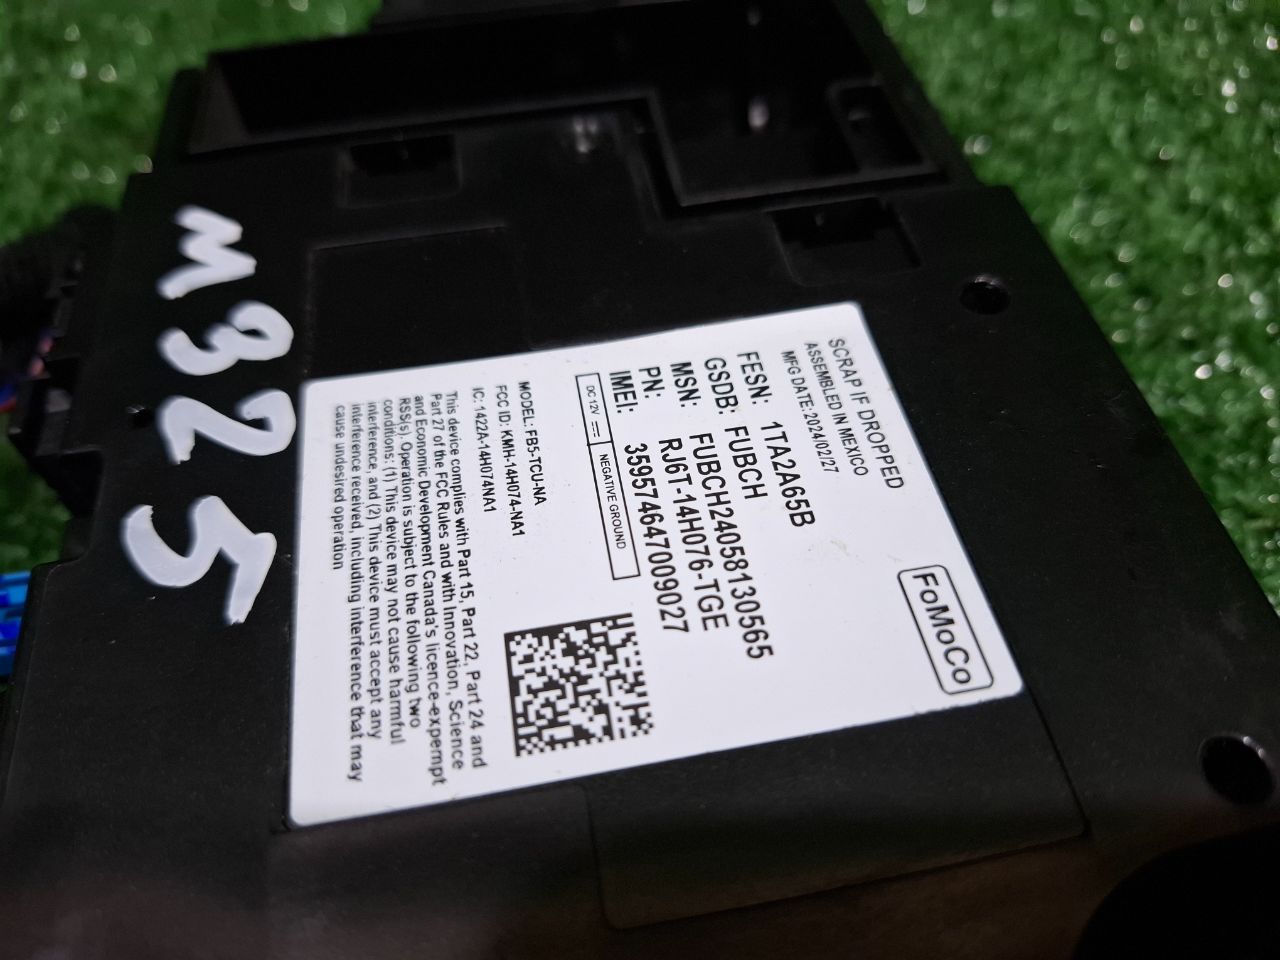 M325
SCRAP IF DROPPED
ASSEMBLED IN MEXICO
MFG DATE: 2024/02/27
FoMoCo
FESN: 1TA2A65B
GSDB: FUBCH
MSN: FUBCH24058130565
PN: RJ6T-14H076-TGE
IMEI: 359574647009027
DC 12V NEGATIVE GROUND
MODEL: FB5-TCU-NA
FCC ID: KMH-14H074-NA1
IC: 1422A-14H074NA1
This device complies with Part 15, Part 22, Part 24 and
Part 27 of the FCC Rules and with Innovation, Science
and Economic Development Canada's licence-expempt
RSS(s). Operation is subject to the following two
conditions: (1) This device may not cause harmful
interference, and (2) This device must accept any
interference received, including interference that may
cause undesired operation